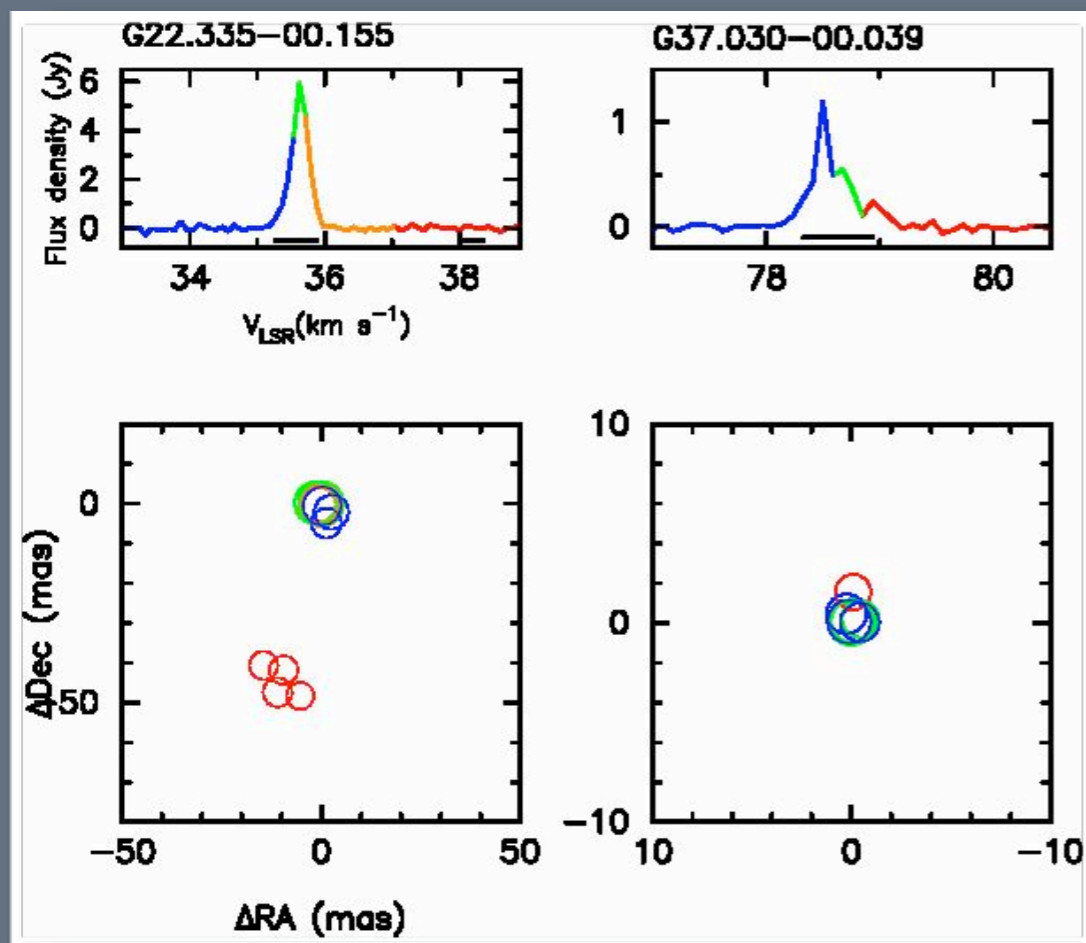 G22.335−00.155
G37.030−00.039
Flux density (Jy)
6
4
2
0
34 36 38
V_LSR(km s⁻¹)
1
0
78 80
ΔDec (mas)
0
−50
−50 0 50
ΔRA (mas)
10
0
−10
10 0 −10